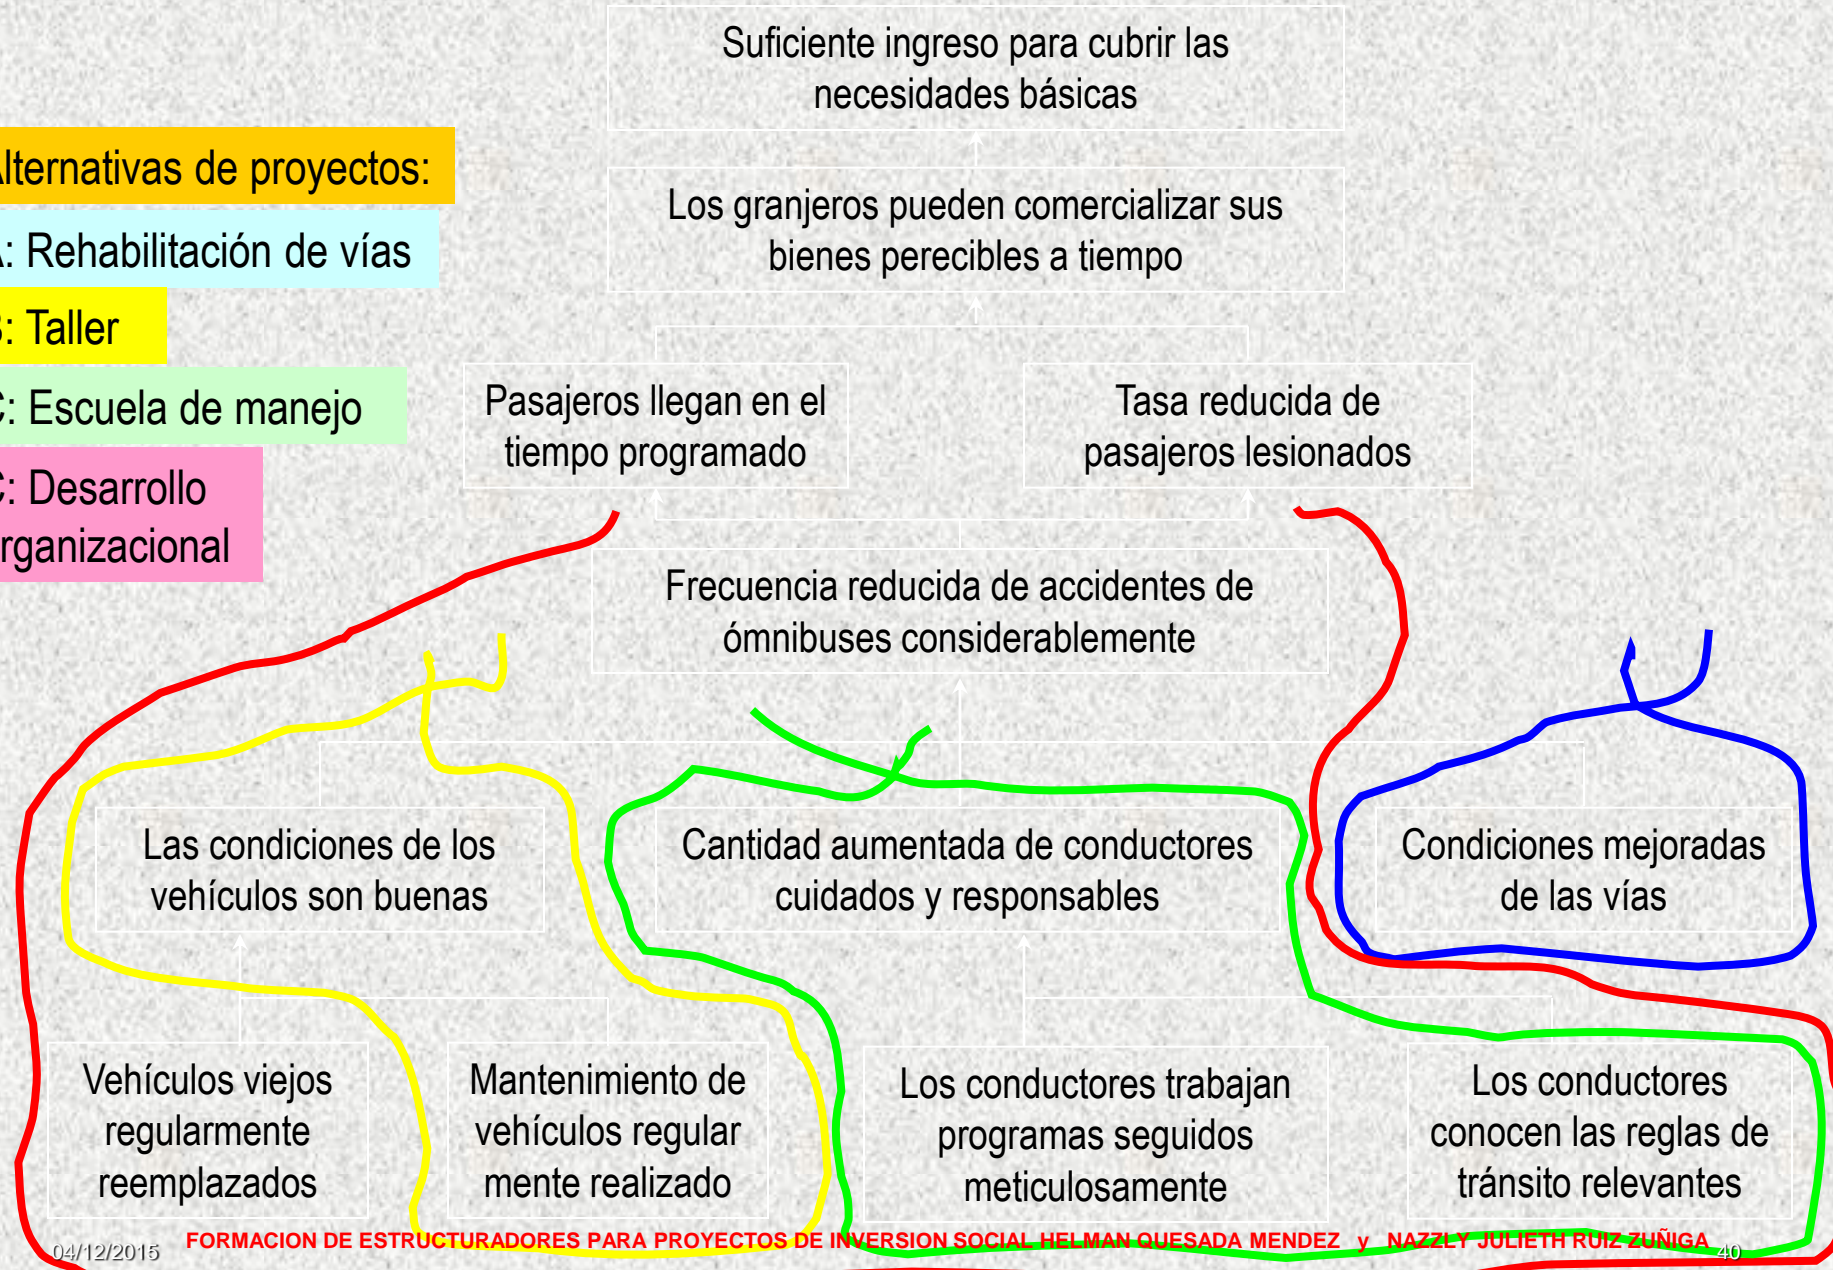 Suficiente ingreso para cubrir las
necesidades básicas
lternativas de proyectos:
: Rehabilitación de vías
: Taller
: Escuela de manejo
: Desarrollo
rganizacional
Los granjeros pueden comercializar sus
bienes perecibles a tiempo
Pasajeros llegan en el
tiempo programado
Tasa reducida de
pasajeros lesionados
Frecuencia reducida de accidentes de
ómnibuses considerablemente
Las condiciones de los
vehículos son buenas
Cantidad aumentada de conductores
cuidados y responsables
Condiciones mejoradas
de las vías
Vehículos viejos
regularmente
reemplazados
Mantenimiento de
vehículos regular
mente realizado
Los conductores trabajan
programas seguidos
meticulosamente
Los conductores
conocen las reglas de
tránsito relevantes
04/12/2015
FORMACION DE ESTRUCTURADORES PARA PROYECTOS DE INVERSION SOCIAL HELMAN QUESADA MENDEZ y NAZZLY JULIETH RUIZ ZUÑIGA
40